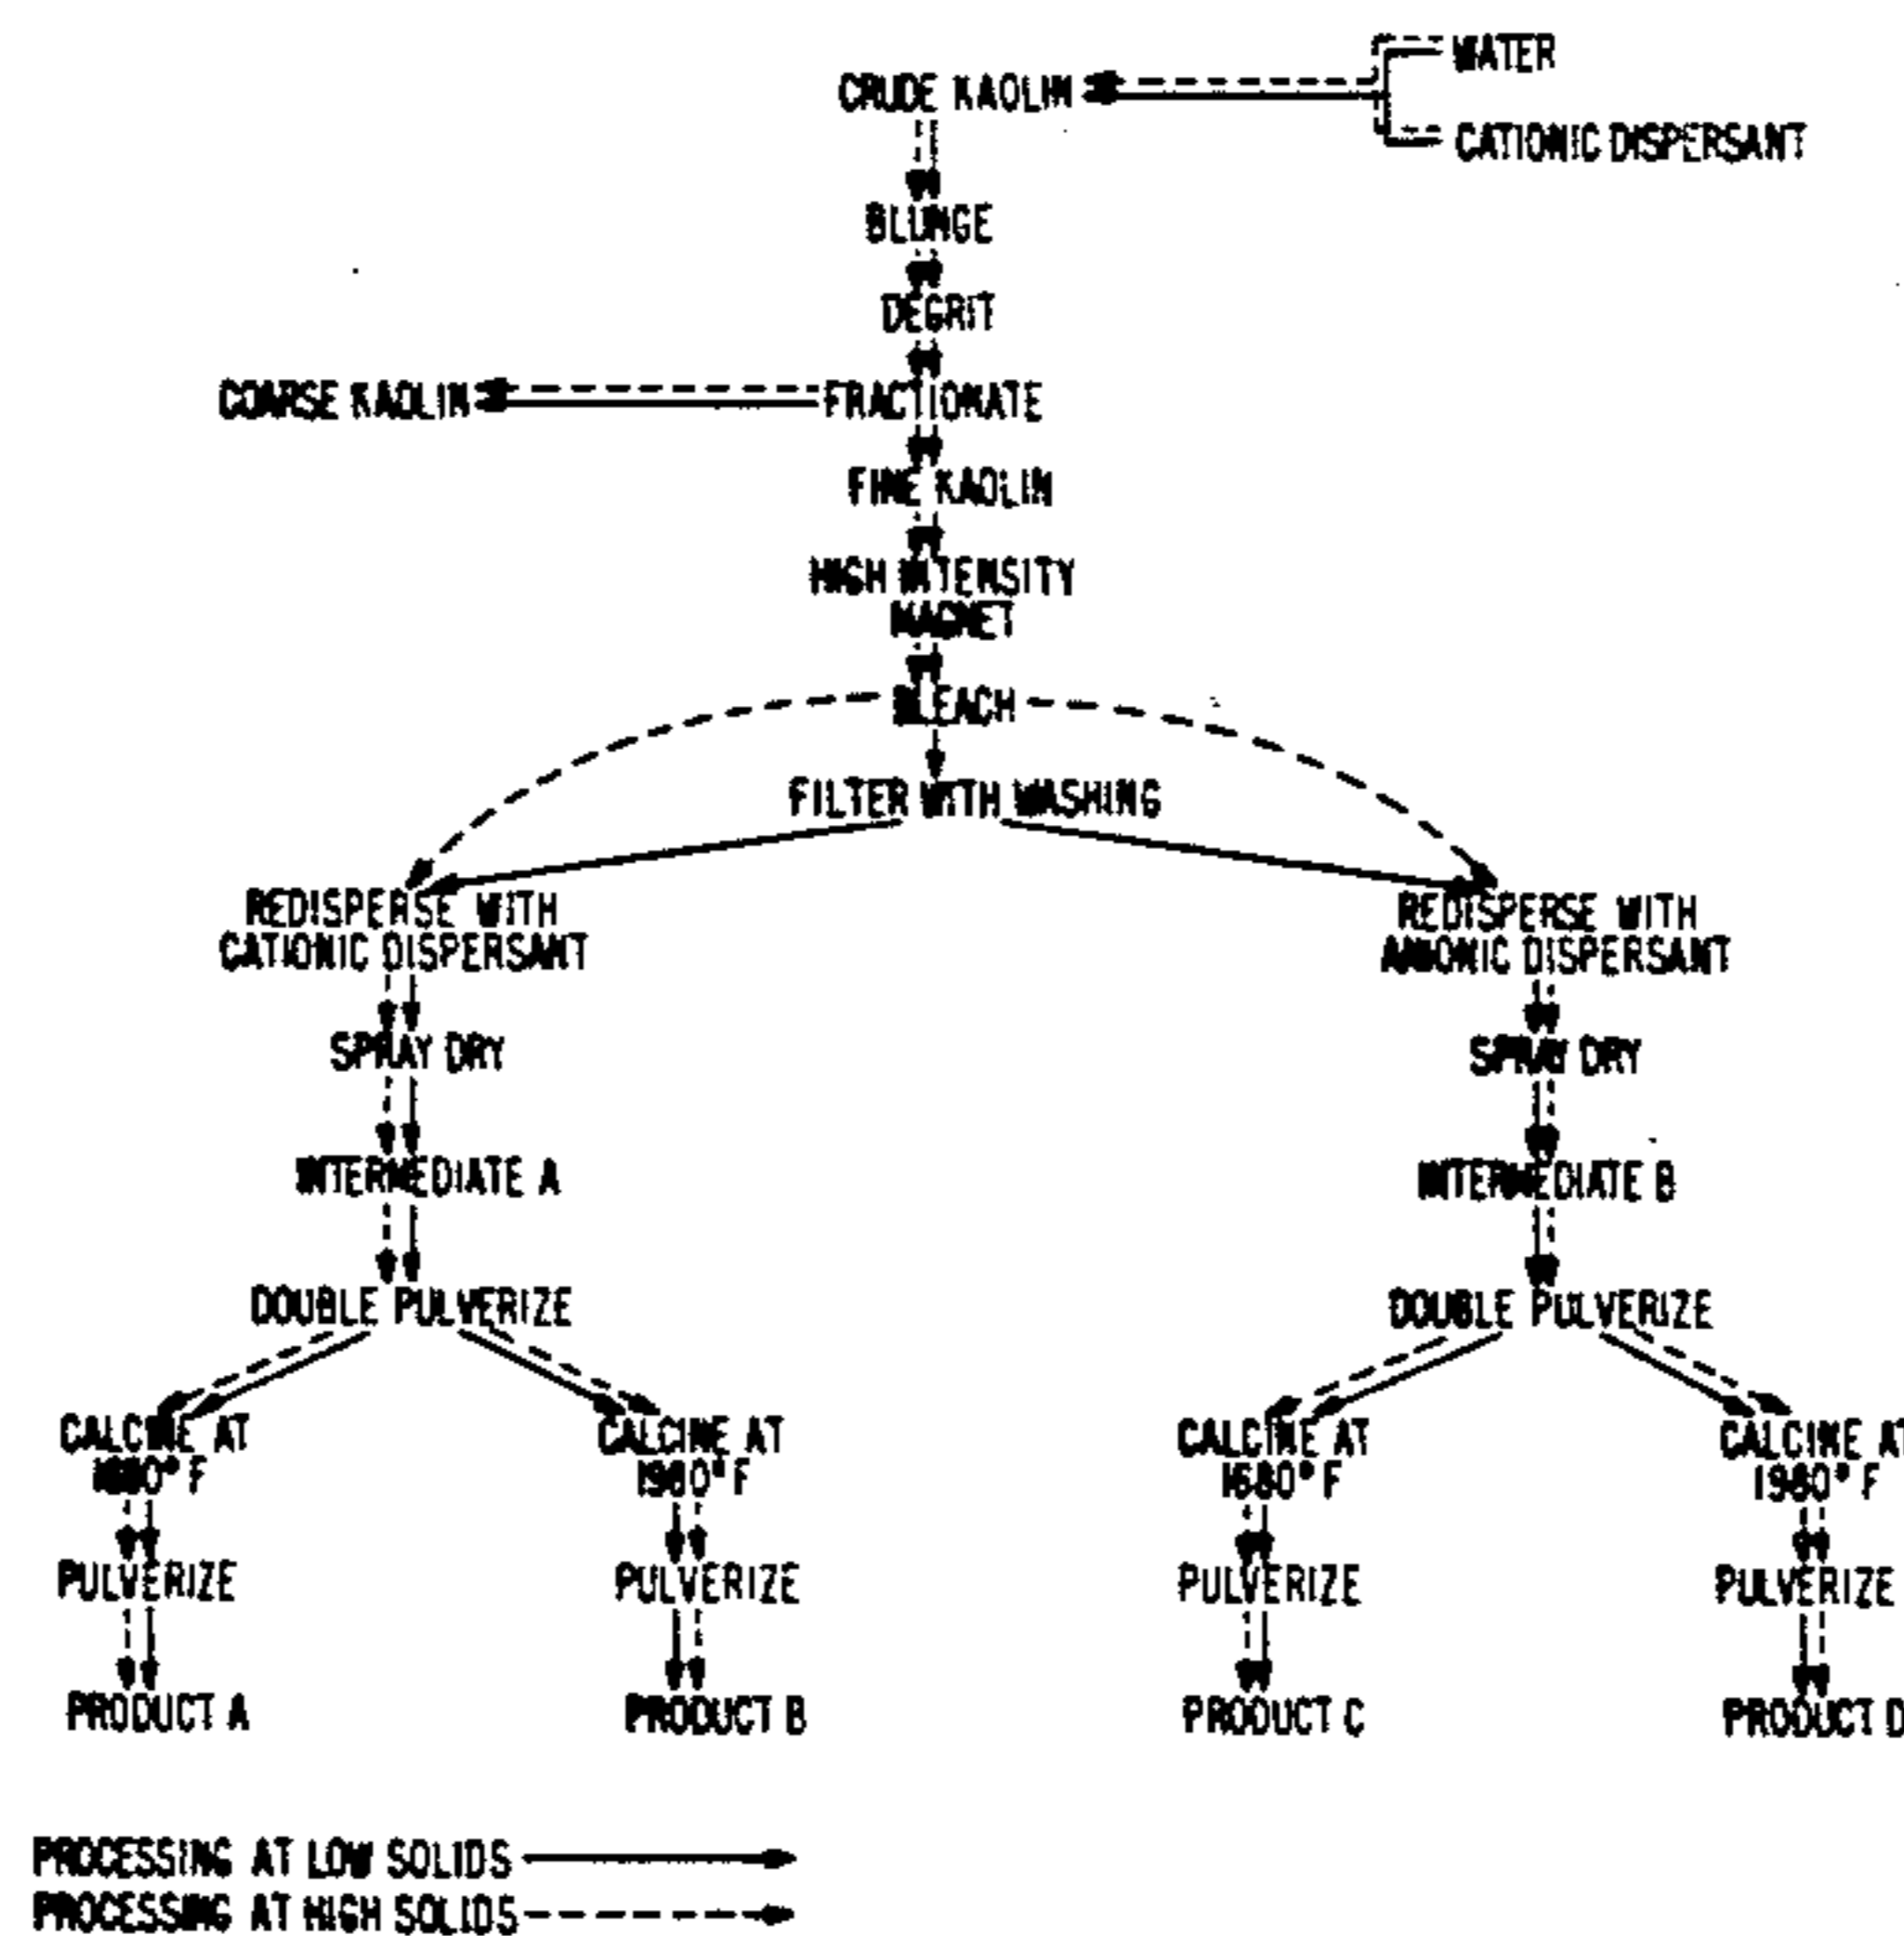 WATER
CRUDE KAOLIN
CATIONIC DISPERSANT
BLUNGE
DEGRIT
COARSE KAOLIN
FRACTIONATE
FINE KAOLIN
HIGH INTENSITY
MAGNET
BLEACH
FILTER WITH WASHING
REDISPERSE WITH
CATIONIC DISPERSANT
REDISPERSE WITH
ANIONIC DISPERSANT
SPRAY DRY
SPRAY DRY
INTERMEDIATE A
INTERMEDIATE B
DOUBLE PULVERIZE
DOUBLE PULVERIZE
CALCINE AT
1680° F
CALCINE AT
1980° F
CALCINE AT
1680° F
CALCINE AT
1980° F
PULVERIZE
PULVERIZE
PULVERIZE
PULVERIZE
PRODUCT A
PRODUCT B
PRODUCT C
PRODUCT D
PROCESSING AT LOW SOLIDS
PROCESSING AT HIGH SOLIDS